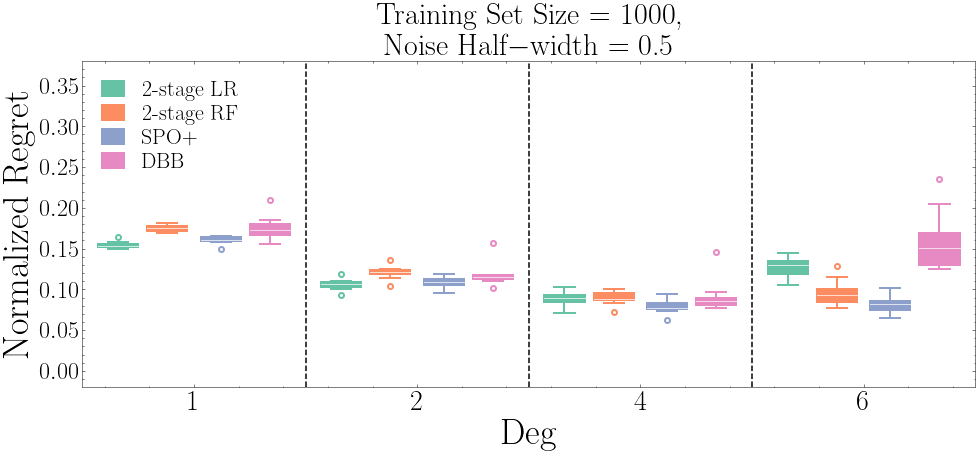 Training Set Size = 1000,
Noise Half−width = 0.5
Normalized Regret
0.35
0.30
0.25
0.20
0.15
0.10
0.05
0.00
2-stage LR
2-stage RF
SPO+
DBB
1 2 4 6
Deg